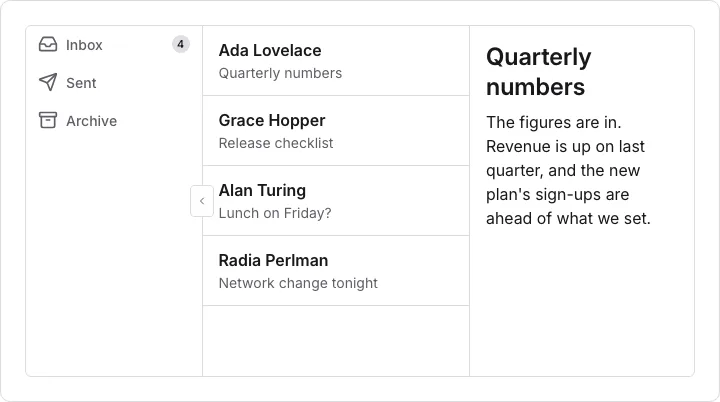 Inbox
4
Sent
Archive
Ada Lovelace
Quarterly numbers
Grace Hopper
Release checklist
Alan Turing
Lunch on Friday?
Radia Perlman
Network change tonight
Quarterly
numbers
The figures are in.
Revenue is up on last
quarter, and the new
plan's sign-ups are
ahead of what we set.